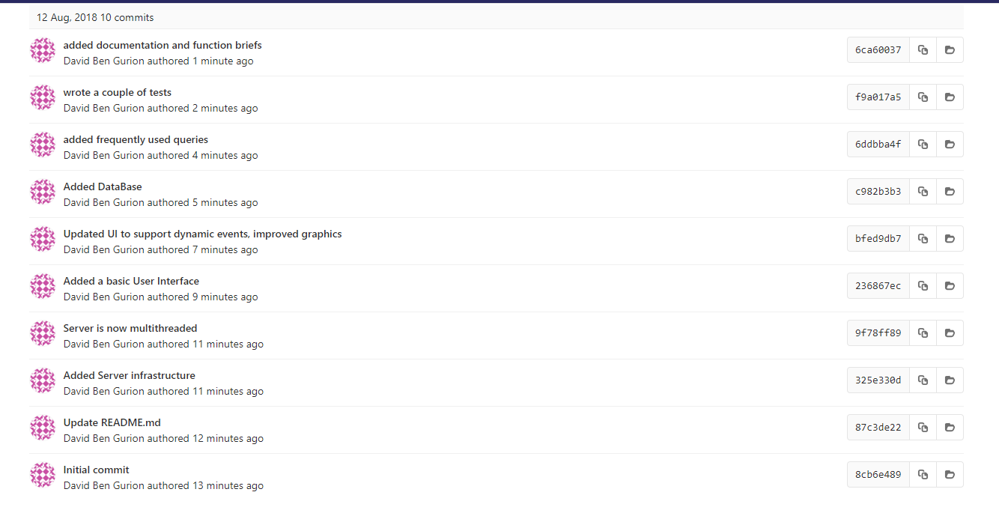 12 Aug, 2018 10 commits
added documentation and function briefs
David Ben Gurion authored 1 minute ago
6ca60037
wrote a couple of tests
David Ben Gurion authored 2 minutes ago
f9a017a5
added frequently used queries
David Ben Gurion authored 4 minutes ago
6ddbba4f
Added DataBase
David Ben Gurion authored 5 minutes ago
c982b3b3
Updated UI to support dynamic events, improved graphics
David Ben Gurion authored 7 minutes ago
bfed9db7
Added a basic User Interface
David Ben Gurion authored 9 minutes ago
236867ec
Server is now multithreaded
David Ben Gurion authored 11 minutes ago
9f78ff89
Added Server infrastructure
David Ben Gurion authored 11 minutes ago
325e330d
Update README.md
David Ben Gurion authored 12 minutes ago
87c3de22
Initial commit
David Ben Gurion authored 13 minutes ago
8cb6e489